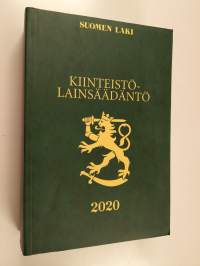 SUOMEN LAKI
KIINTEISTÖ-
LAINSÄÄDÄNTÖ
2020